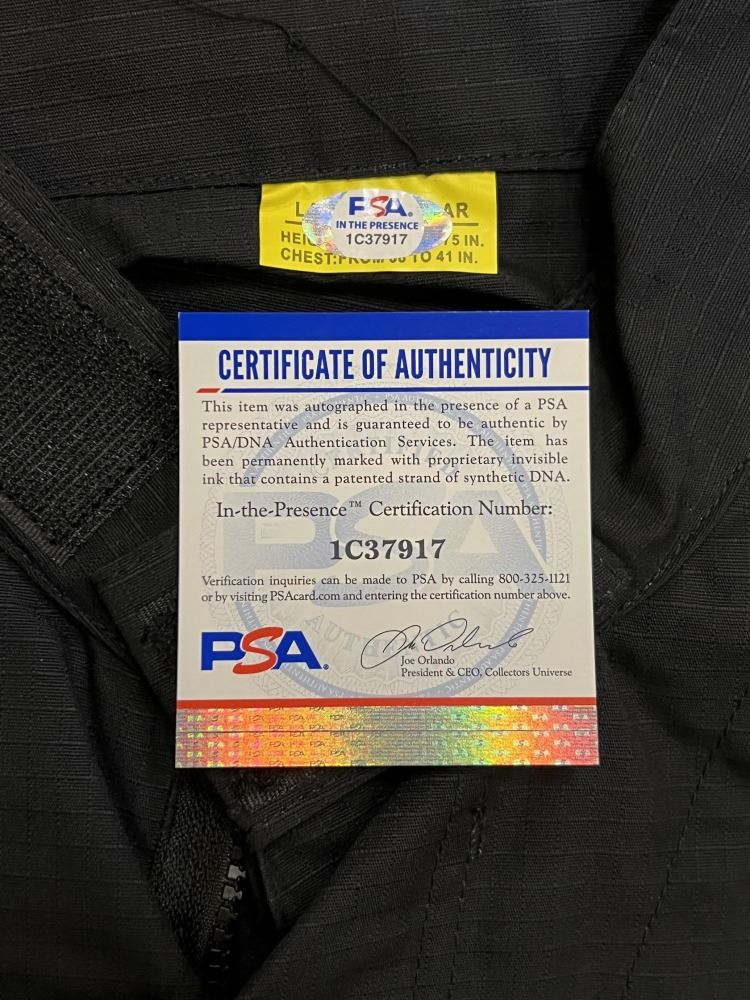 PSA.
L AR
IN THE PRESENCE
1C37917
HEI 5 IN.
CHEST:FROM TO 41 IN.
CERTIFICATE OF AUTHENTICITY
This item was autographed in the presence of a PSA
representative and is guaranteed to be authentic by
PSA/DNA Authentication Services. The item has
been permanently marked with proprietary invisible
ink that contains a patented strand of synthetic DNA.
In-the-Presence™ Certification Number:
1C37917
Verification inquiries can be made to PSA by calling 800-325-1121
or by visiting PSAcard.com and entering the certification number above.
PSA.
Joe Orlando
President & CEO, Collectors Universe